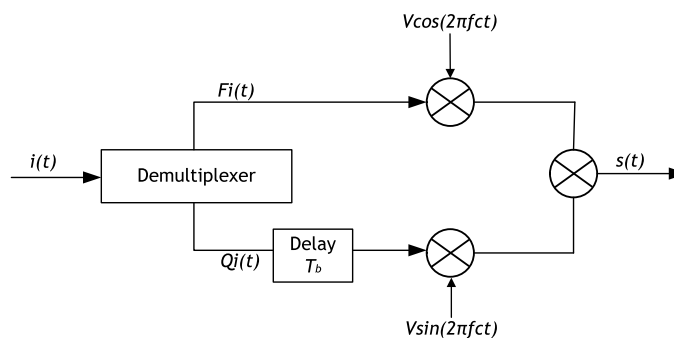 Vcos(2πfct)
Fi(t)
i(t)
Demultiplexer
s(t)
Qi(t)
Delay
Tb
Vsin(2πfct)